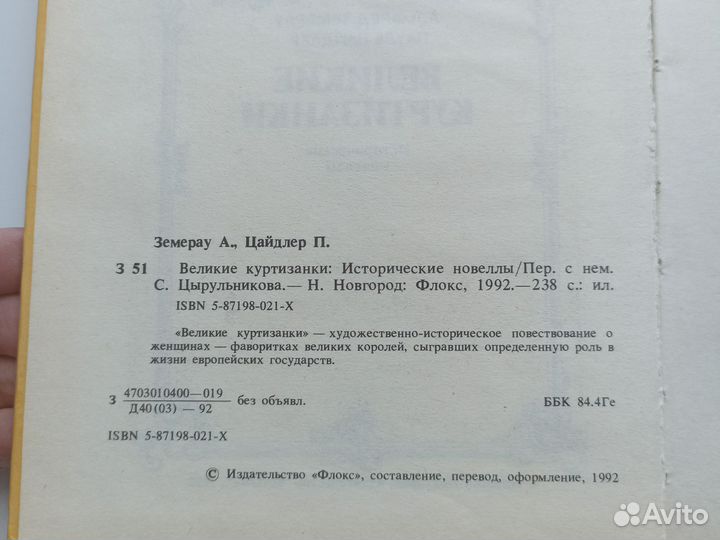 Земерау А., Цайдлер П.
З 51 Великие куртизанки: Исторические новеллы/Пер. с нем.
С. Цырульникова.— Н. Новгород: Флокс, 1992.—238 с.: ил.
ISBN 5-87198-021-X
«Великие куртизанки» — художественно-историческое повествование о
женщинах — фаворитках великих королей, сыгравших определенную роль в
жизни европейских государств.
З 4703010400—019 без объявл. ББК 84.4Ге
Д40(03) — 92
ISBN 5-87198-021-X
© Издательство «Флокс», составление, перевод, оформление, 1992
Avito